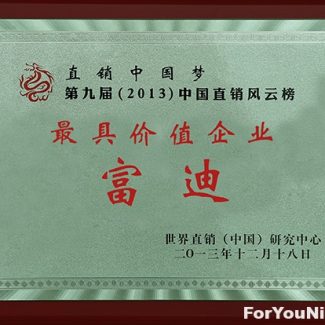 直销中国梦
第九届(2013)中国直销风云榜
最具价值企业
富迪
世界直销（中国）研究中心
二〇一三年十二月十八日
ForYouNi